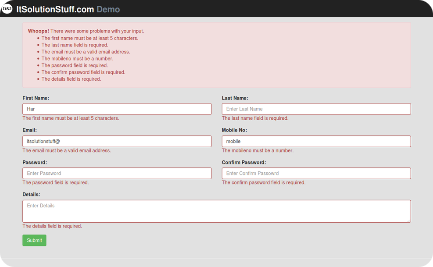 ItSolutionStuff.com Demo
Whoops! There were some problems with your input.
The first name must be at least 5 characters.
The last name field is required.
The email must be a valid email address.
The mobileno must be a number.
The password field is required.
The confirm password field is required.
The details field is required.
First Name: Last Name:
Har Enter Last Name
The first name must be at least 5 characters. The last name field is required.
Email: Mobile No:
itsolutionstuff@ mobile
The email must be a valid email address. The mobileno must be a number.
Password: Confirm Password:
Enter Password Enter Confirm Passowrd
The password field is required. The confirm password field is required.
Details:
Enter Details
The details field is required.
Submit